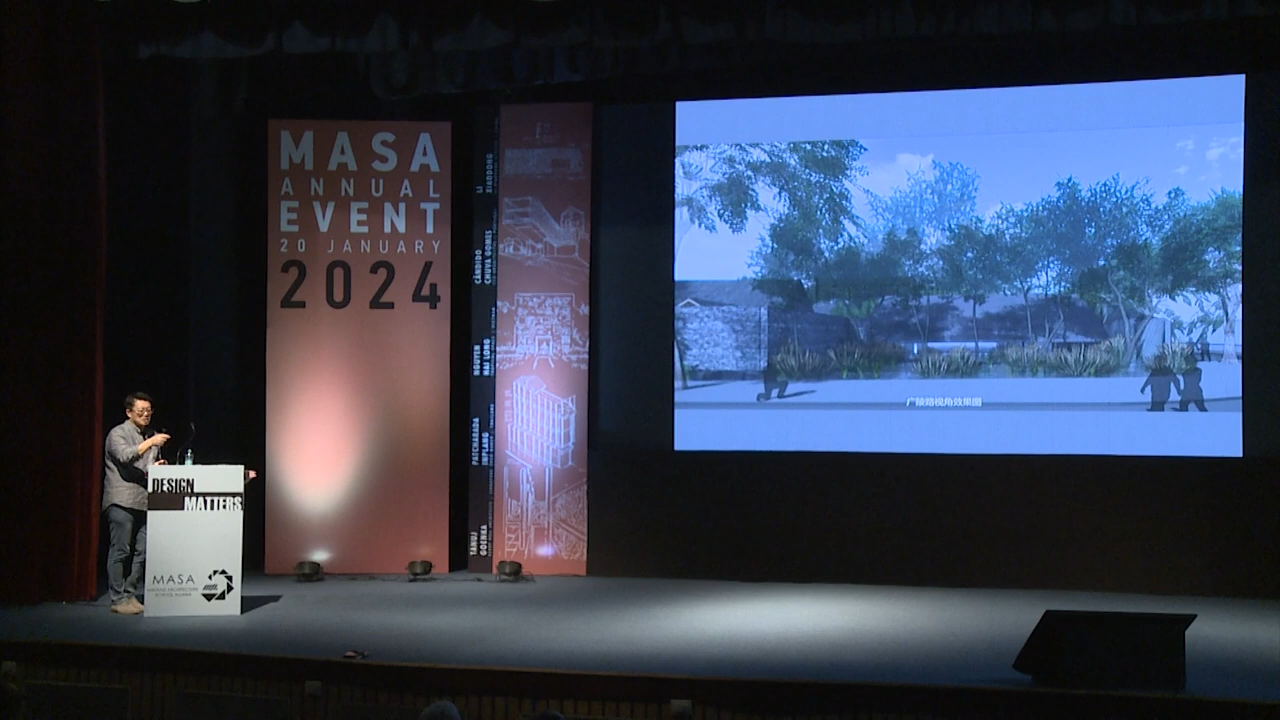 MASA
ANNUAL
EVENT
20 JANUARY
2024
LI
XIAODONG
CÂNDIDO
CHUVA GOMES
NGUYEN
HAI LONG
PATCHARADA
INPLANG
TANUJ
GOENKA
广陵路视角效果图
DESIGN
MATTERS
MASA